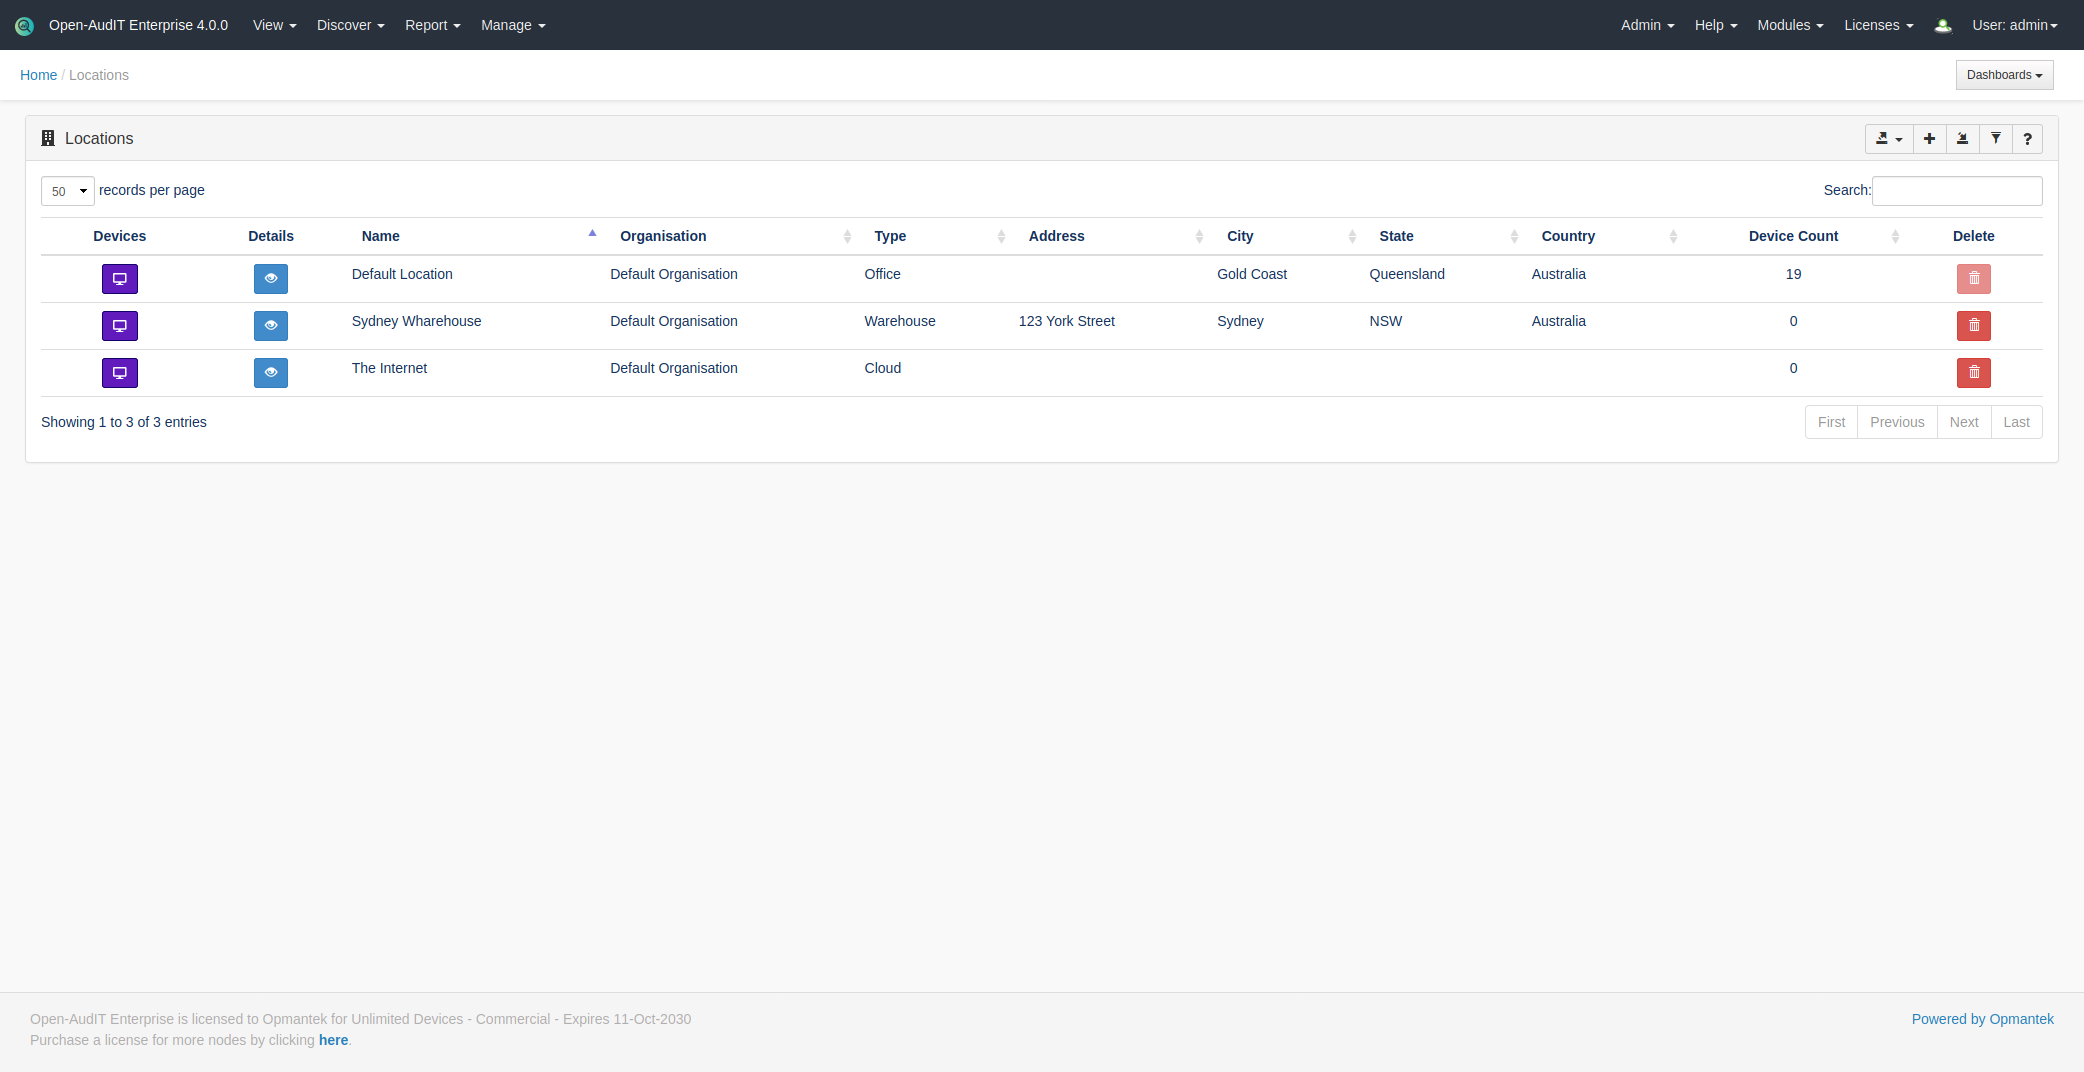 Open-AudIT Enterprise 4.0.0 View Discover Report Manage Admin Help Modules Licenses User: admin
Home / Locations Dashboards
Locations ?
50 records per page Search:
Devices Details Name Organisation Type Address City State Country Device Count Delete
Default Location Default Organisation Office Gold Coast Queensland Australia 19
Sydney Wharehouse Default Organisation Warehouse 123 York Street Sydney NSW Australia 0
The Internet Default Organisation Cloud 0
Showing 1 to 3 of 3 entries First Previous Next Last
Open-AudIT Enterprise is licensed to Opmantek for Unlimited Devices - Commercial - Expires 11-Oct-2030 Powered by Opmantek
Purchase a license for more nodes by clicking here.